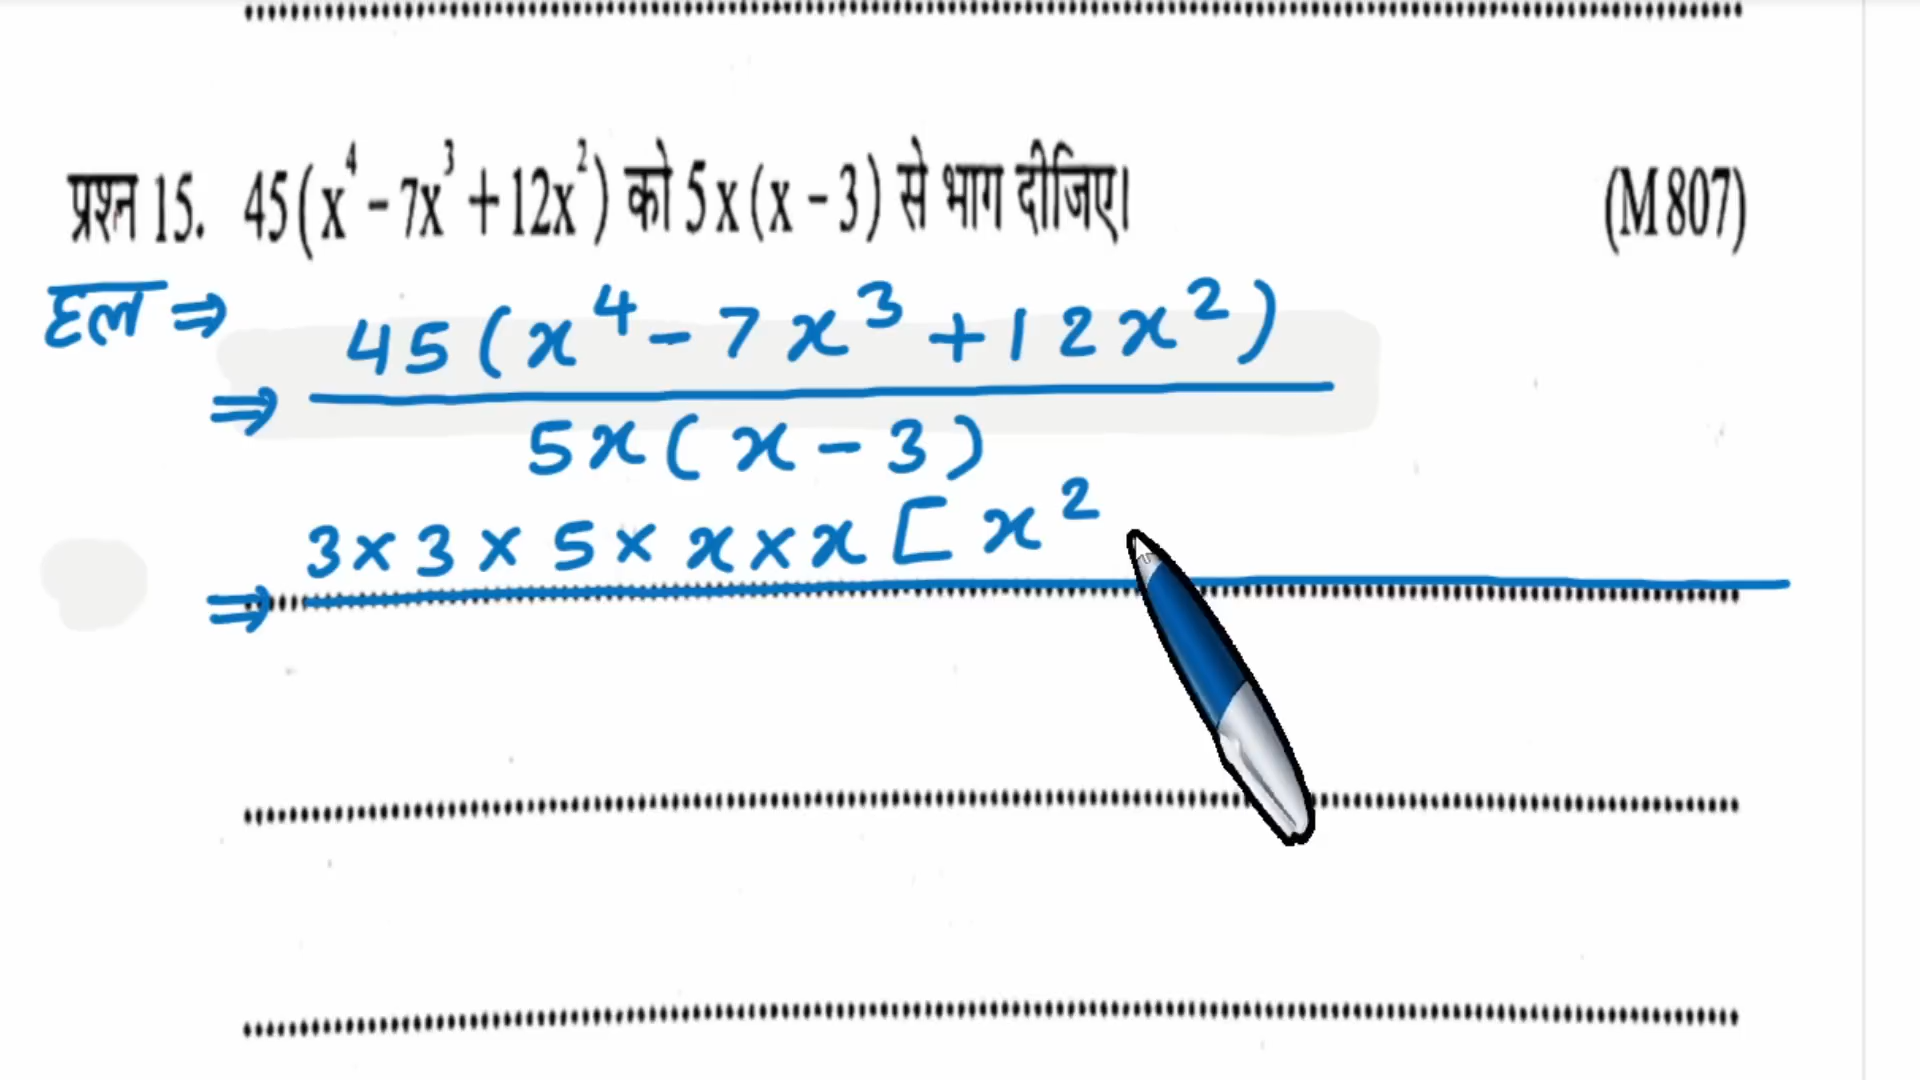 प्रश्न 15. 45(x⁴ – 7x³ + 12x²) को 5x(x – 3) से भाग दीजिए। (M807)
हल ⇒ 45(x⁴ - 7x³ + 12x²)
⇒
5x(x - 3)
3 × 3 × 5 × x × x [ x²
⇒